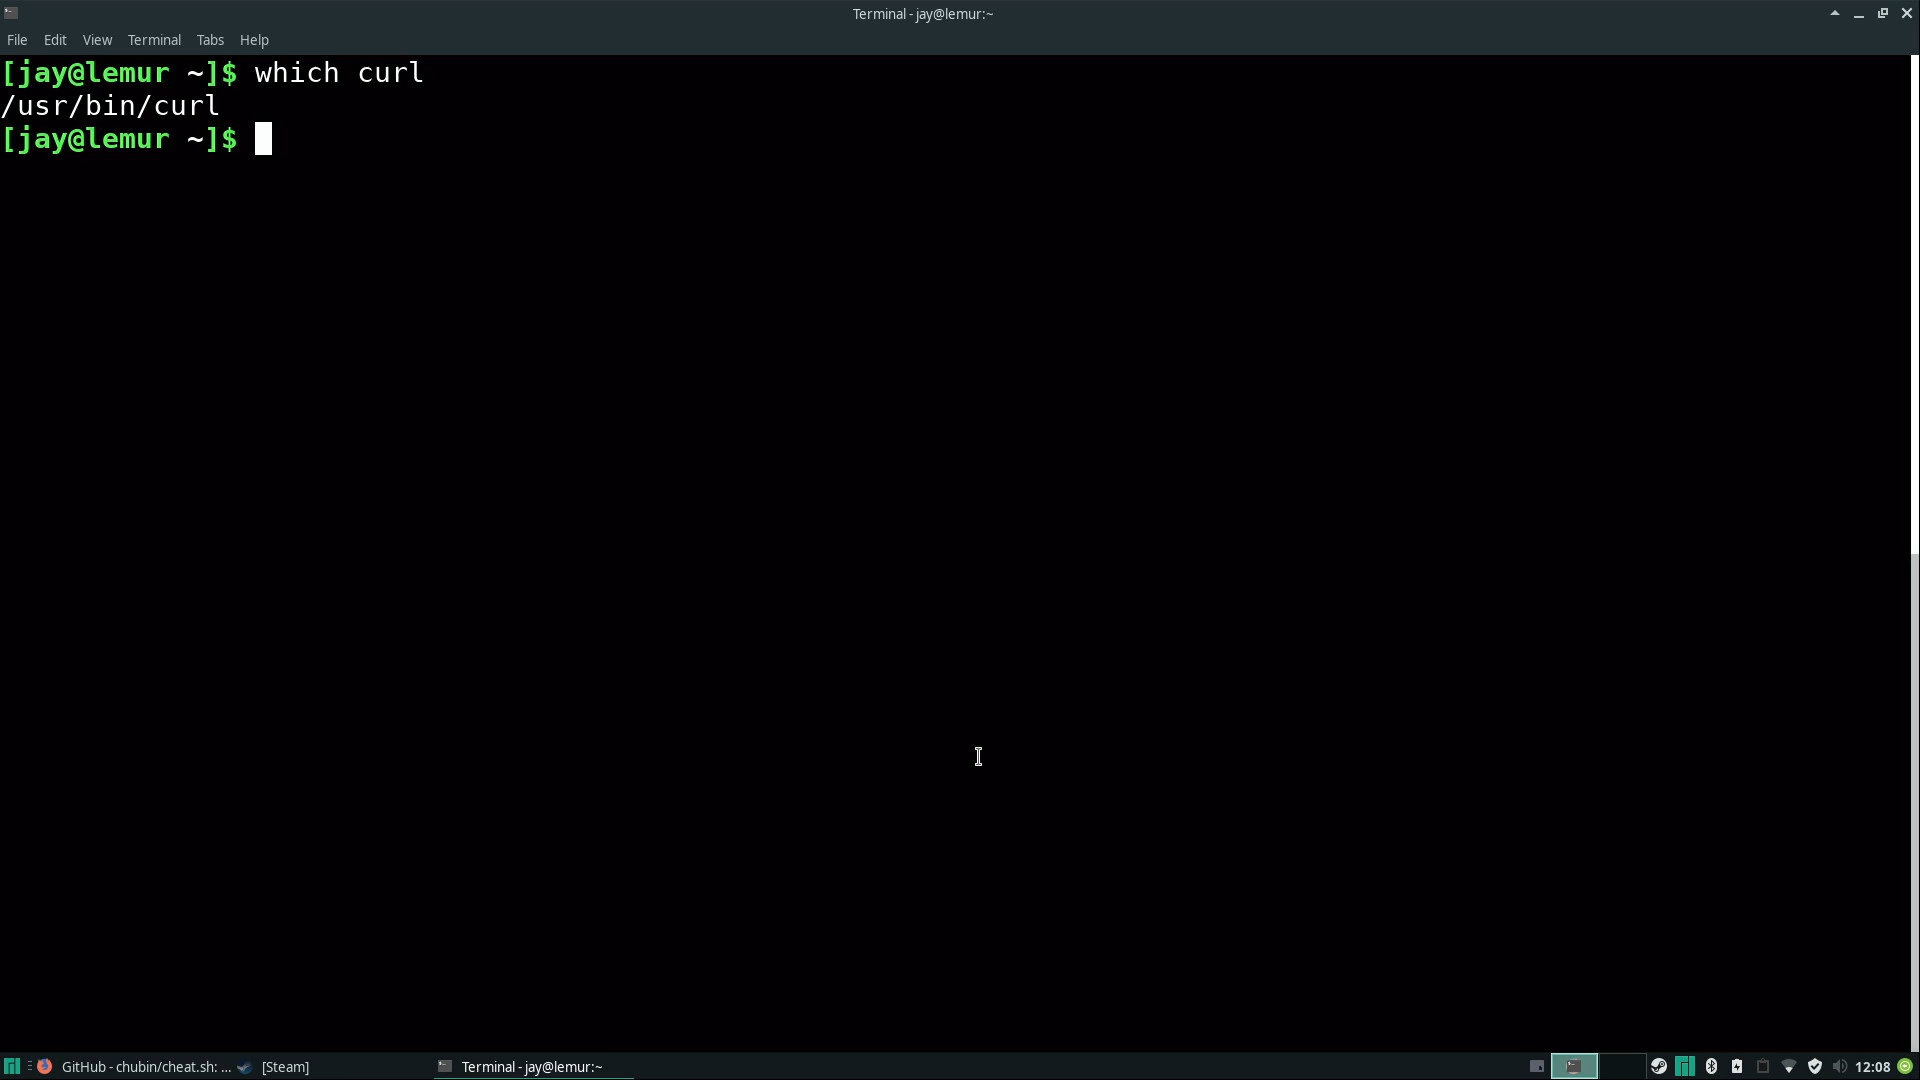 Terminal - jay@lemur:~
File Edit View Terminal Tabs Help
[jay@lemur ~]$ which curl
/usr/bin/curl
[jay@lemur ~]$
GitHub - chubin/cheat.sh: ... [Steam] Terminal - jay@lemur:~ 12:08